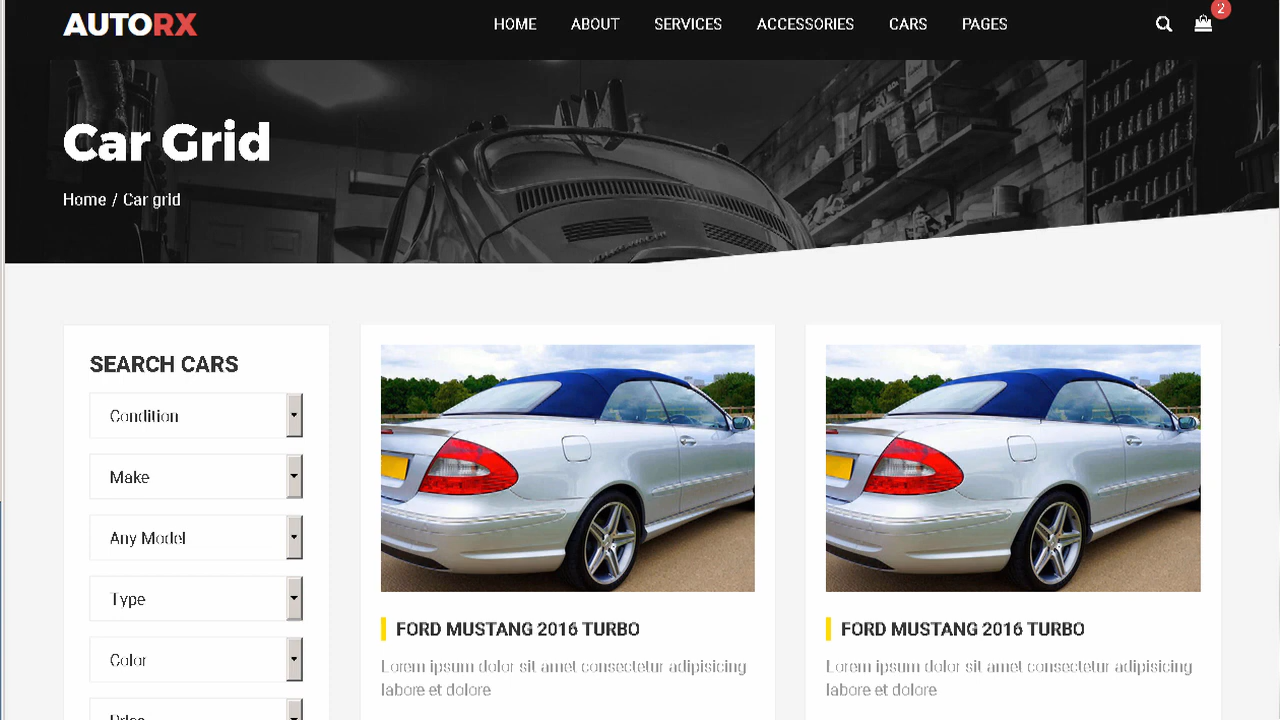 AUTORX
HOME ABOUT SERVICES ACCESSORIES CARS PAGES
2
Car Grid
Home / Car grid
SEARCH CARS
Condition
Make
Any Model
Type
Color
Price
FORD MUSTANG 2016 TURBO
Lorem ipsum dolor sit amet consectetur adipisicing
labore et dolore
FORD MUSTANG 2016 TURBO
Lorem ipsum dolor sit amet consectetur adipisicing
labore et dolore